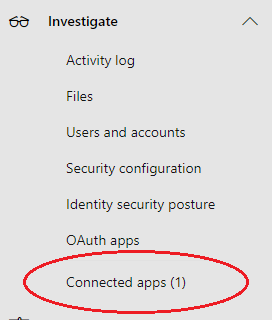 Investigate
Activity log
Files
Users and accounts
Security configuration
Identity security posture
OAuth apps
Connected apps (1)